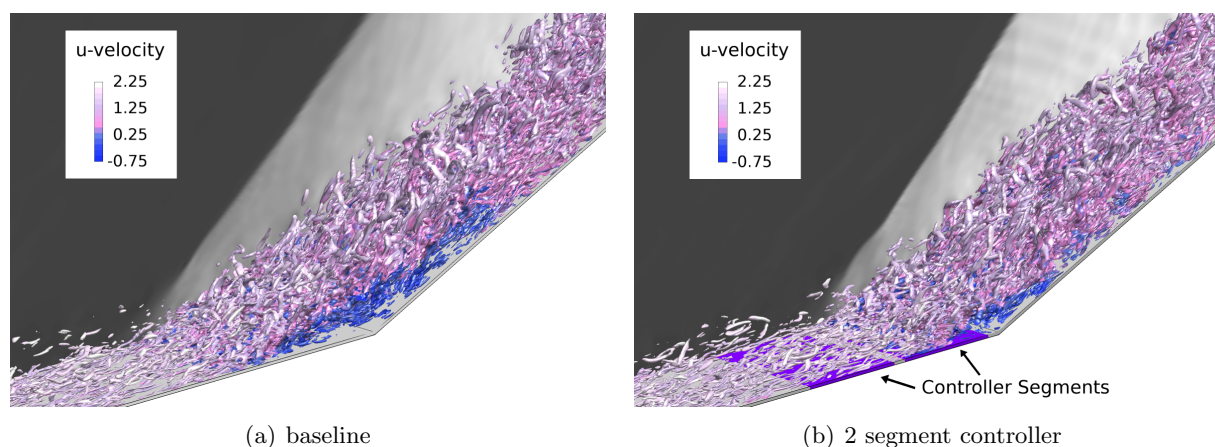 u-velocity
2.25
1.25
0.25
-0.75
(a) baseline
u-velocity
2.25
1.25
0.25
-0.75
Controller Segments
(b) 2 segment controller